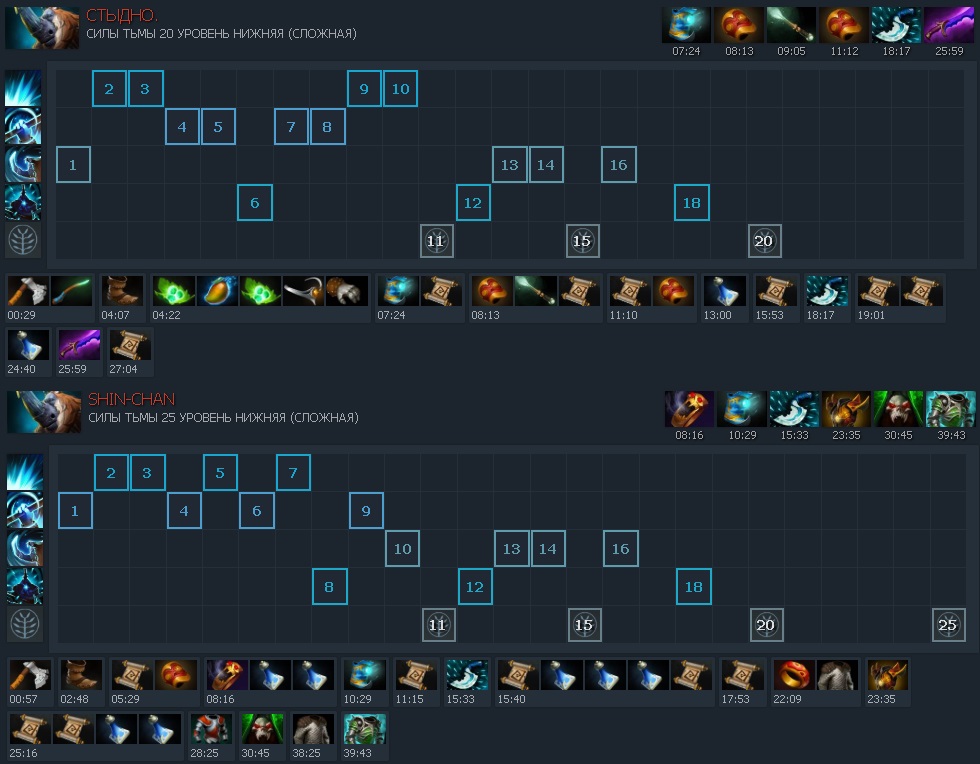 СТЫДНО.
СИЛЫ ТЬМЫ 20 УРОВЕНЬ НИЖНЯЯ (СЛОЖНАЯ)
07:24 08:13 09:05 11:12 18:17 25:59
2 3 9 10
4 5 7 8
1 13 14 16
6 12 18
11 15 20
00:29 04:07 04:22 07:24 08:13 11:10 13:00 15:53 18:17 19:01
24:40 25:59 27:04
SHIN-CHAN
СИЛЫ ТЬМЫ 25 УРОВЕНЬ НИЖНЯЯ (СЛОЖНАЯ)
08:16 10:29 15:33 23:35 30:45 39:43
2 3 5 7
1 4 6 9
10 13 14 16
8 12 18
11 15 20 25
00:57 02:48 05:29 08:16 10:29 11:15 15:33 15:40 17:53 22:09 23:35
25:16 28:25 30:45 38:25 39:43